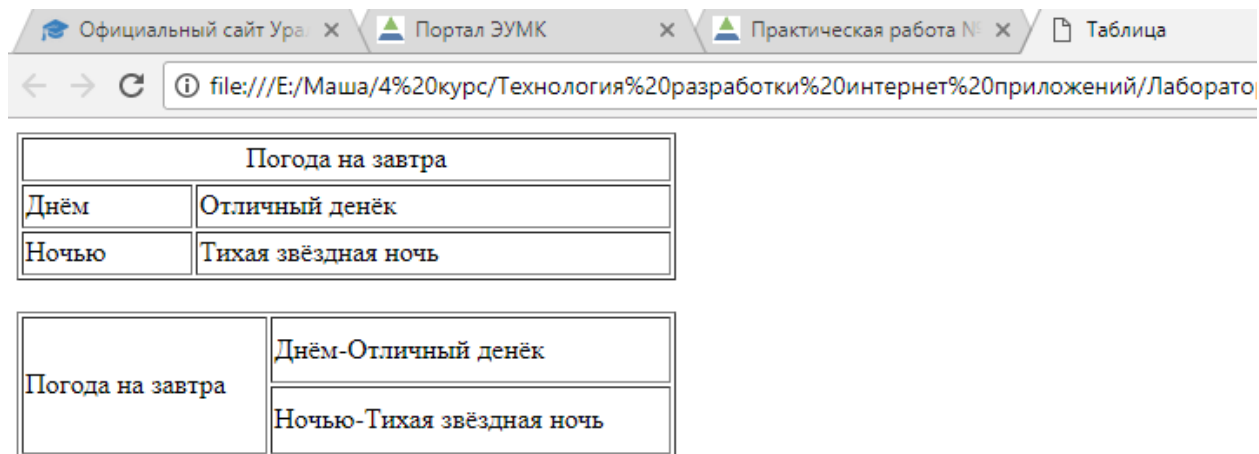 Официальный сайт Ура
Портал ЭУМК
Практическая работа №
Таблица
file:///E:/Маша/4%20курс/Технология%20разработки%20интернет%20приложений/Лаборато
Погода на завтра
Днём
Отличный денёк
Ночью
Тихая звёздная ночь
Погода на завтра
Днём-Отличный денёк
Ночью-Тихая звёздная ночь